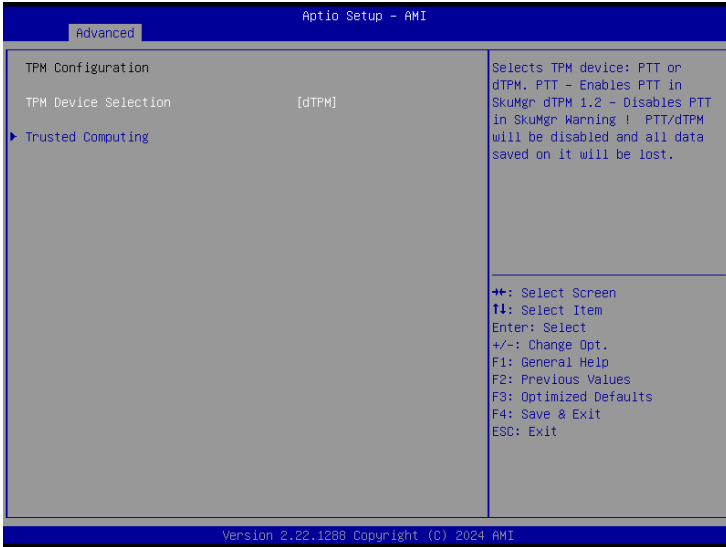 Aptio Setup - AMI
Advanced
TPM Configuration
TPM Device Selection [dTPM]
Trusted Computing
Selects TPM device: PTT or
dTPM. PTT - Enables PTT in
SkuMgr dTPM 1.2 - Disables PTT
in SkuMgr Warning ! PTT/dTPM
will be disabled and all data
saved on it will be lost.
→←: Select Screen
↑↓: Select Item
Enter: Select
+/-: Change Opt.
F1: General Help
F2: Previous Values
F3: Optimized Defaults
F4: Save & Exit
ESC: Exit
Version 2.22.1288 Copyright (C) 2024 AMI